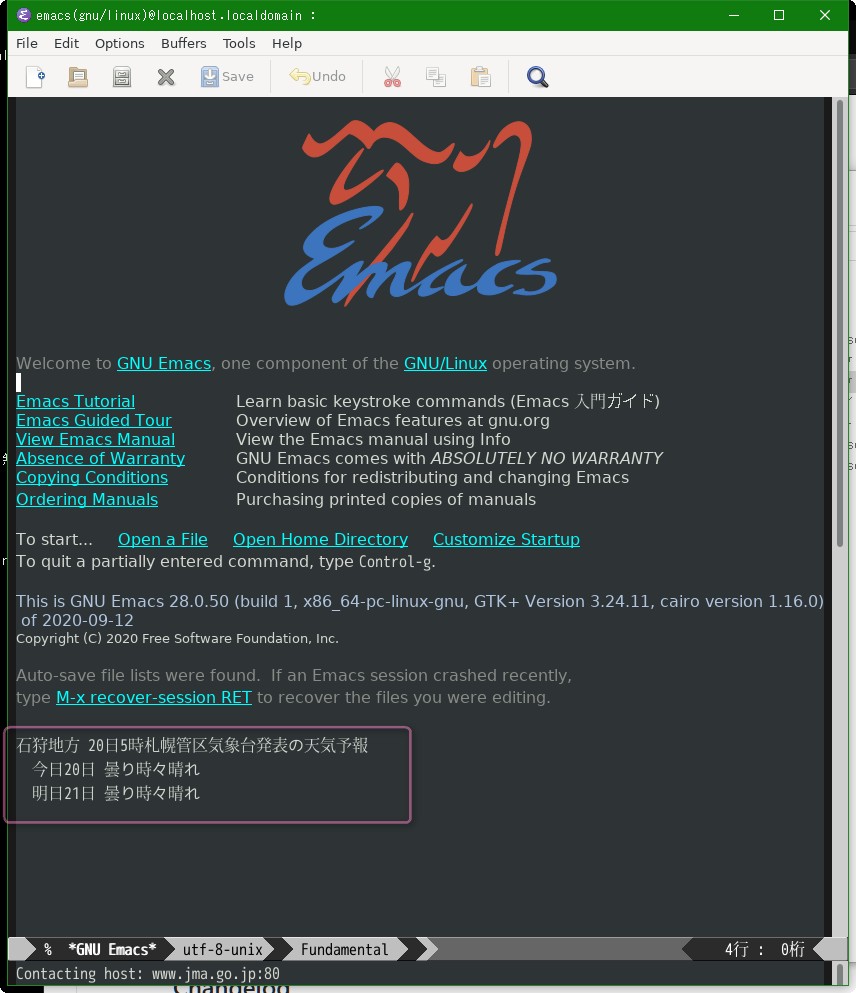 emacs(gnu/linux)@localhost.localdomain :
File Edit Options Buffers Tools Help
Save Undo
Emacs
Welcome to GNU Emacs, one component of the GNU/Linux operating system.
Emacs Tutorial Learn basic keystroke commands (Emacs 入門ガイド)
Emacs Guided Tour Overview of Emacs features at gnu.org
View Emacs Manual View the Emacs manual using Info
Absence of Warranty GNU Emacs comes with ABSOLUTELY NO WARRANTY
Copying Conditions Conditions for redistributing and changing Emacs
Ordering Manuals Purchasing printed copies of manuals
To start... Open a File Open Home Directory Customize Startup
To quit a partially entered command, type Control-g.
This is GNU Emacs 28.0.50 (build 1, x86_64-pc-linux-gnu, GTK+ Version 3.24.11, cairo version 1.16.0)
of 2020-09-12
Copyright (C) 2020 Free Software Foundation, Inc.
Auto-save file lists were found. If an Emacs session crashed recently,
type M-x recover-session RET to recover the files you were editing.
石狩地方 20日5時札幌管区気象台発表の天気予報
今日20日 曇り時々晴れ
明日21日 曇り時々晴れ
% *GNU Emacs* utf-8-unix Fundamental 4行 : 0桁
Contacting host: www.jma.go.jp:80
Changelog